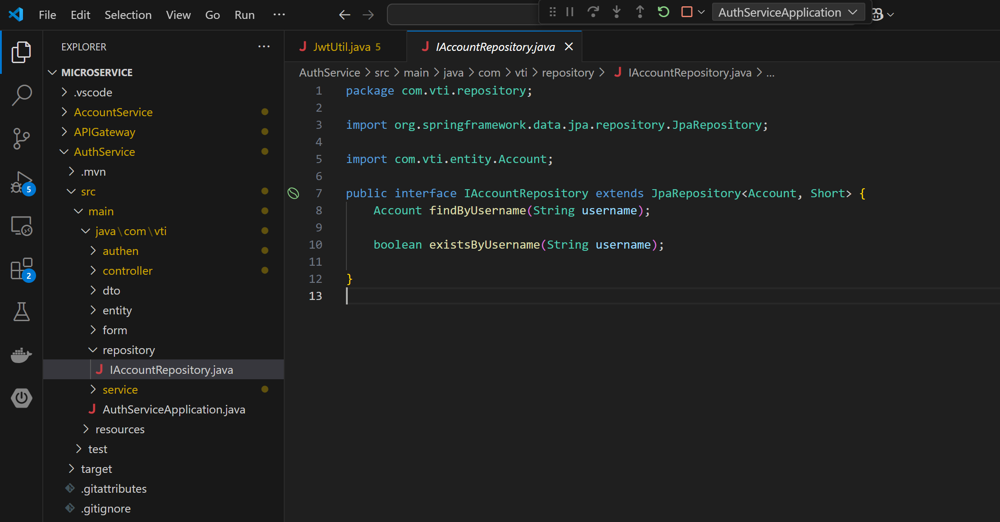 File Edit Selection View Go Run ...
AuthServiceApplication
EXPLORER ...
MICROSERVICE
.vscode
AccountService
APIGateway
AuthService
.mvn
src
main
java\com\vti
authen
controller
dto
entity
form
repository
IAccountRepository.java
service
AuthServiceApplication.java
resources
test
target
.gitattributes
.gitignore
5
2
JwtUtil.java 5
IAccountRepository.java
AuthService > src > main > java > com > vti > repository > IAccountRepository.java > ...
1 package com.vti.repository;
2
3 import org.springframework.data.jpa.repository.JpaRepository;
4
5 import com.vti.entity.Account;
6
7 public interface IAccountRepository extends JpaRepository<Account, Short> {
8 Account findByUsername(String username);
9
10 boolean existsByUsername(String username);
11
12 }
13